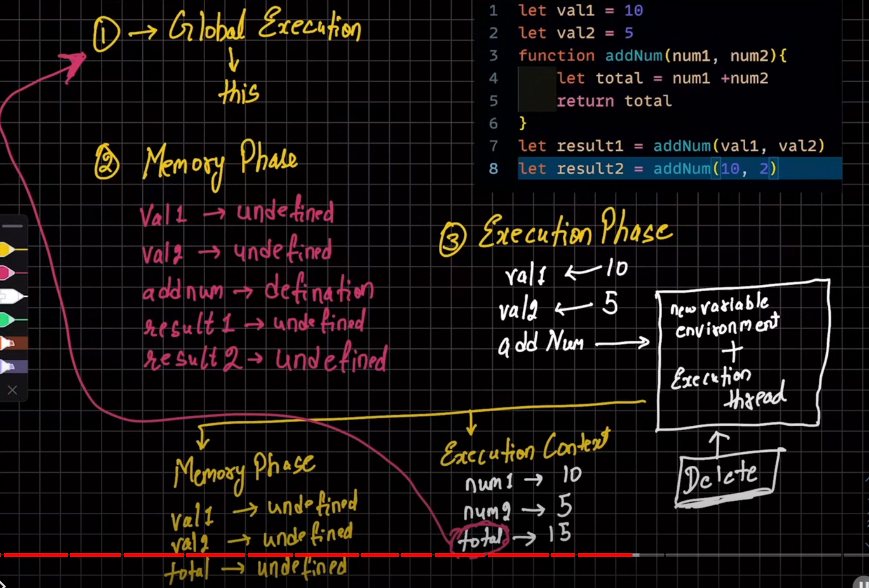 ① → Global Execution
this
② Memory Phase
val1 → undefined
val2 → undefined
addnum → defination
result1 → undefined
result2 → undefined
1 let val1 = 10
2 let val2 = 5
3 function addNum(num1, num2){
4 let total = num1 +num2
5 return total
6 }
7 let result1 = addNum(val1, val2)
8 let result2 = addNum(10, 2)
③ Execution Phase
val1 ← 10
val2 ← 5
add Num →
new variable
environment
+
Execution
thread
Delete
Memory Phase
val1 → undefined
val2 → undefined
total → undefined
Execution Context
num1 → 10
num2 → 5
total → 15